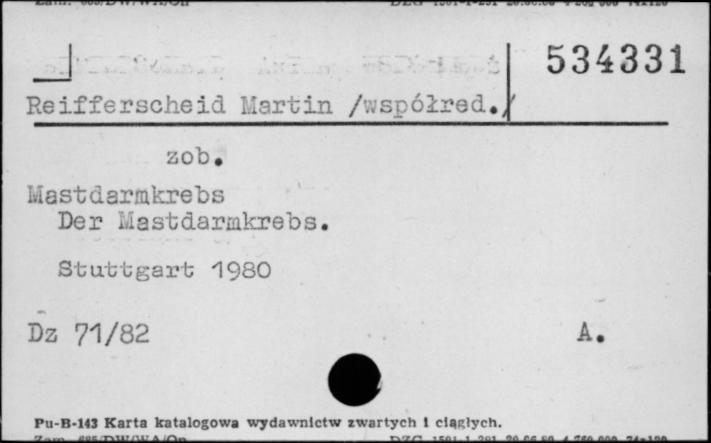 534331
Reifferscheid Martin /współred./
zob.
Mastdarmkrebs
Der Mastdarmkrebs.
Stuttgart 1980
Dz 71/82 A.
Pu-B-143 Karta katalogowa wydawnictw zwartych i ciągłych.